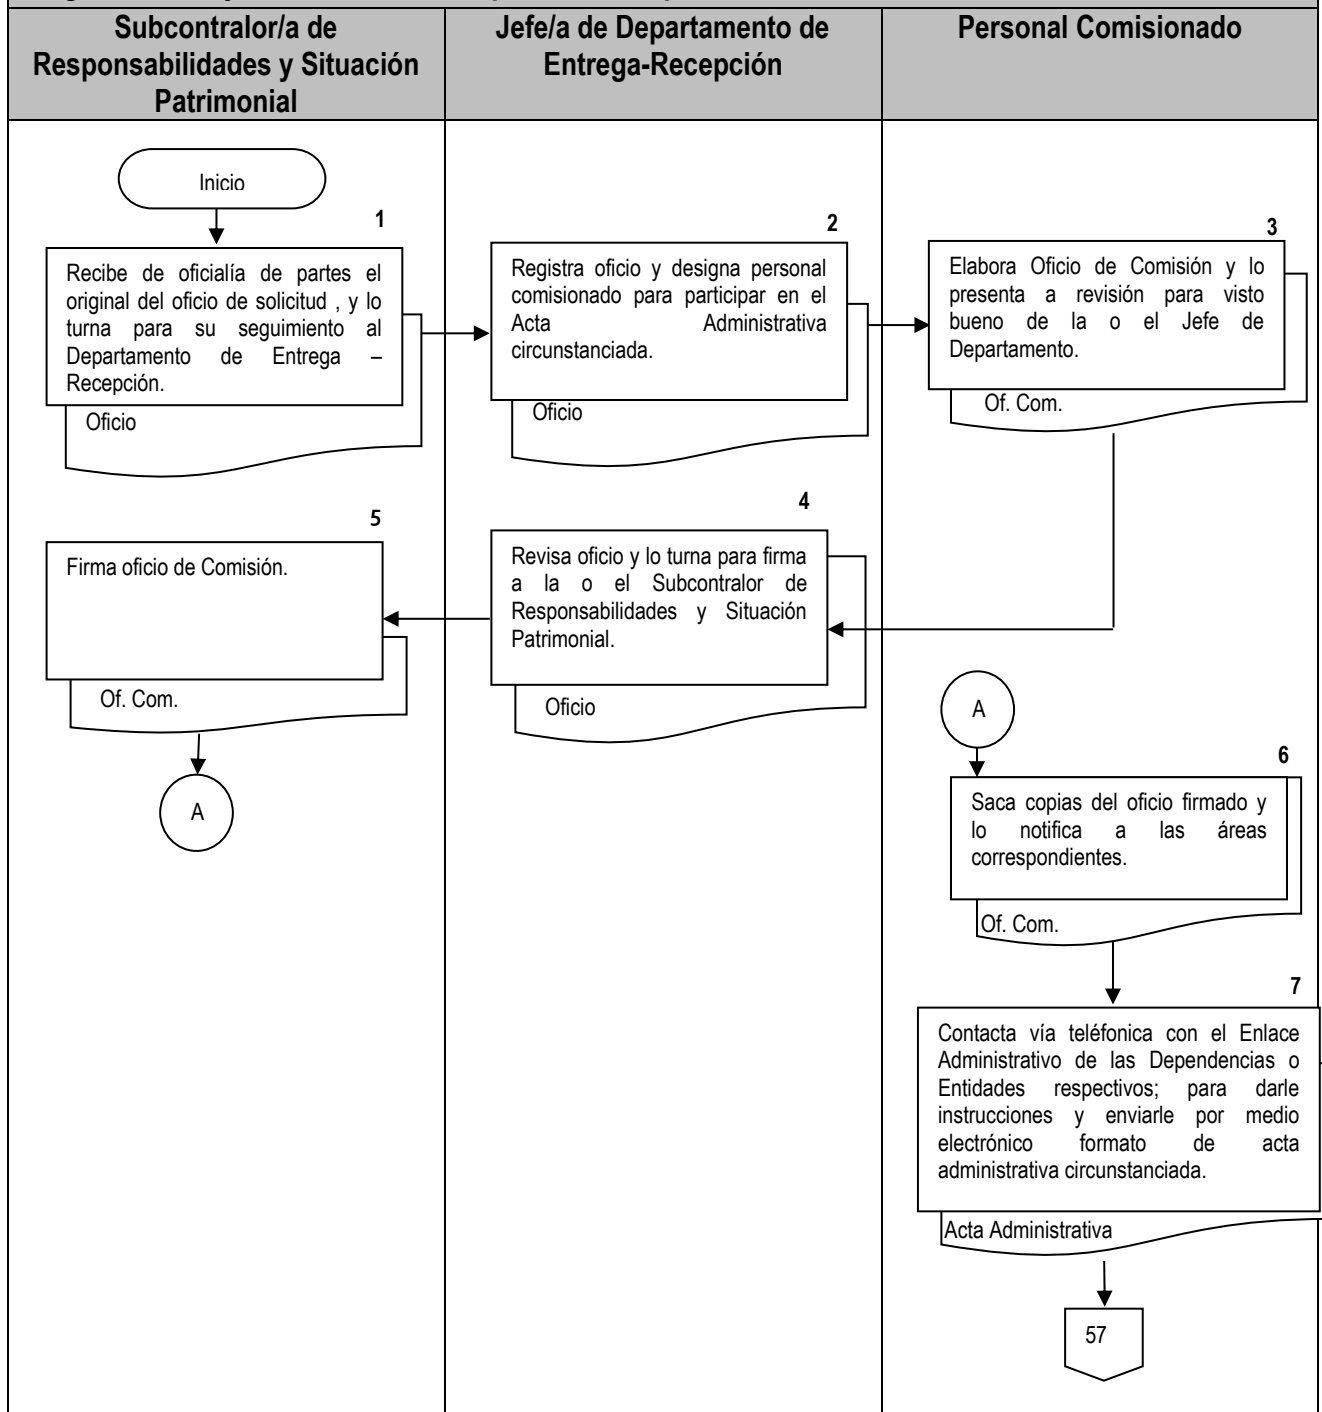 Subcontralor/a de
Responsabilidades y Situación
Patrimonial
Jefe/a de Departamento de
Entrega-Recepción
Personal Comisionado
Inicio
1
Recibe de oficialía de partes el
original del oficio de solicitud , y lo
turna para su seguimiento al
Departamento de Entrega –
Recepción.
Oficio
2
Registra oficio y designa personal
comisionado para participar en el
Acta Administrativa
circunstanciada.
Oficio
3
Elabora Oficio de Comisión y lo
presenta a revisión para visto
bueno de la o el Jefe de
Departamento.
Of. Com.
5
Firma oficio de Comisión.
Of. Com.
A
4
Revisa oficio y lo turna para firma
a la o el Subcontralor de
Responsabilidades y Situación
Patrimonial.
Oficio
A
6
Saca copias del oficio firmado y
lo notifica a las áreas
correspondientes.
Of. Com.
7
Contacta vía teléfonica con el Enlace
Administrativo de las Dependencias o
Entidades respectivos; para darle
instrucciones y enviarle por medio
electrónico formato de acta
administrativa circunstanciada.
Acta Administrativa
57